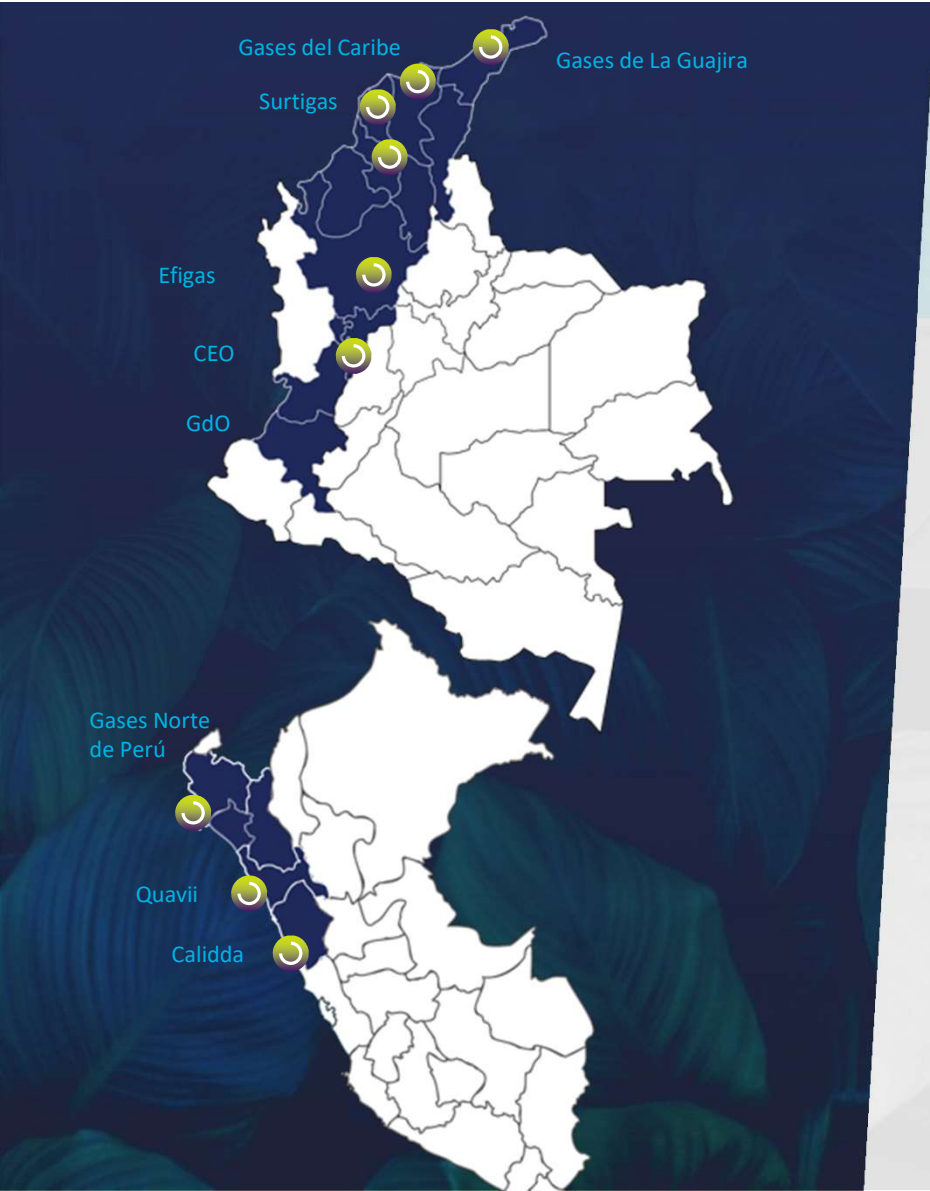 Gases del Caribe
Gases de La Guajira
Surtigas
Efigas
CEO
GdO
Gases Norte
de Perú
Quavii
Calidda